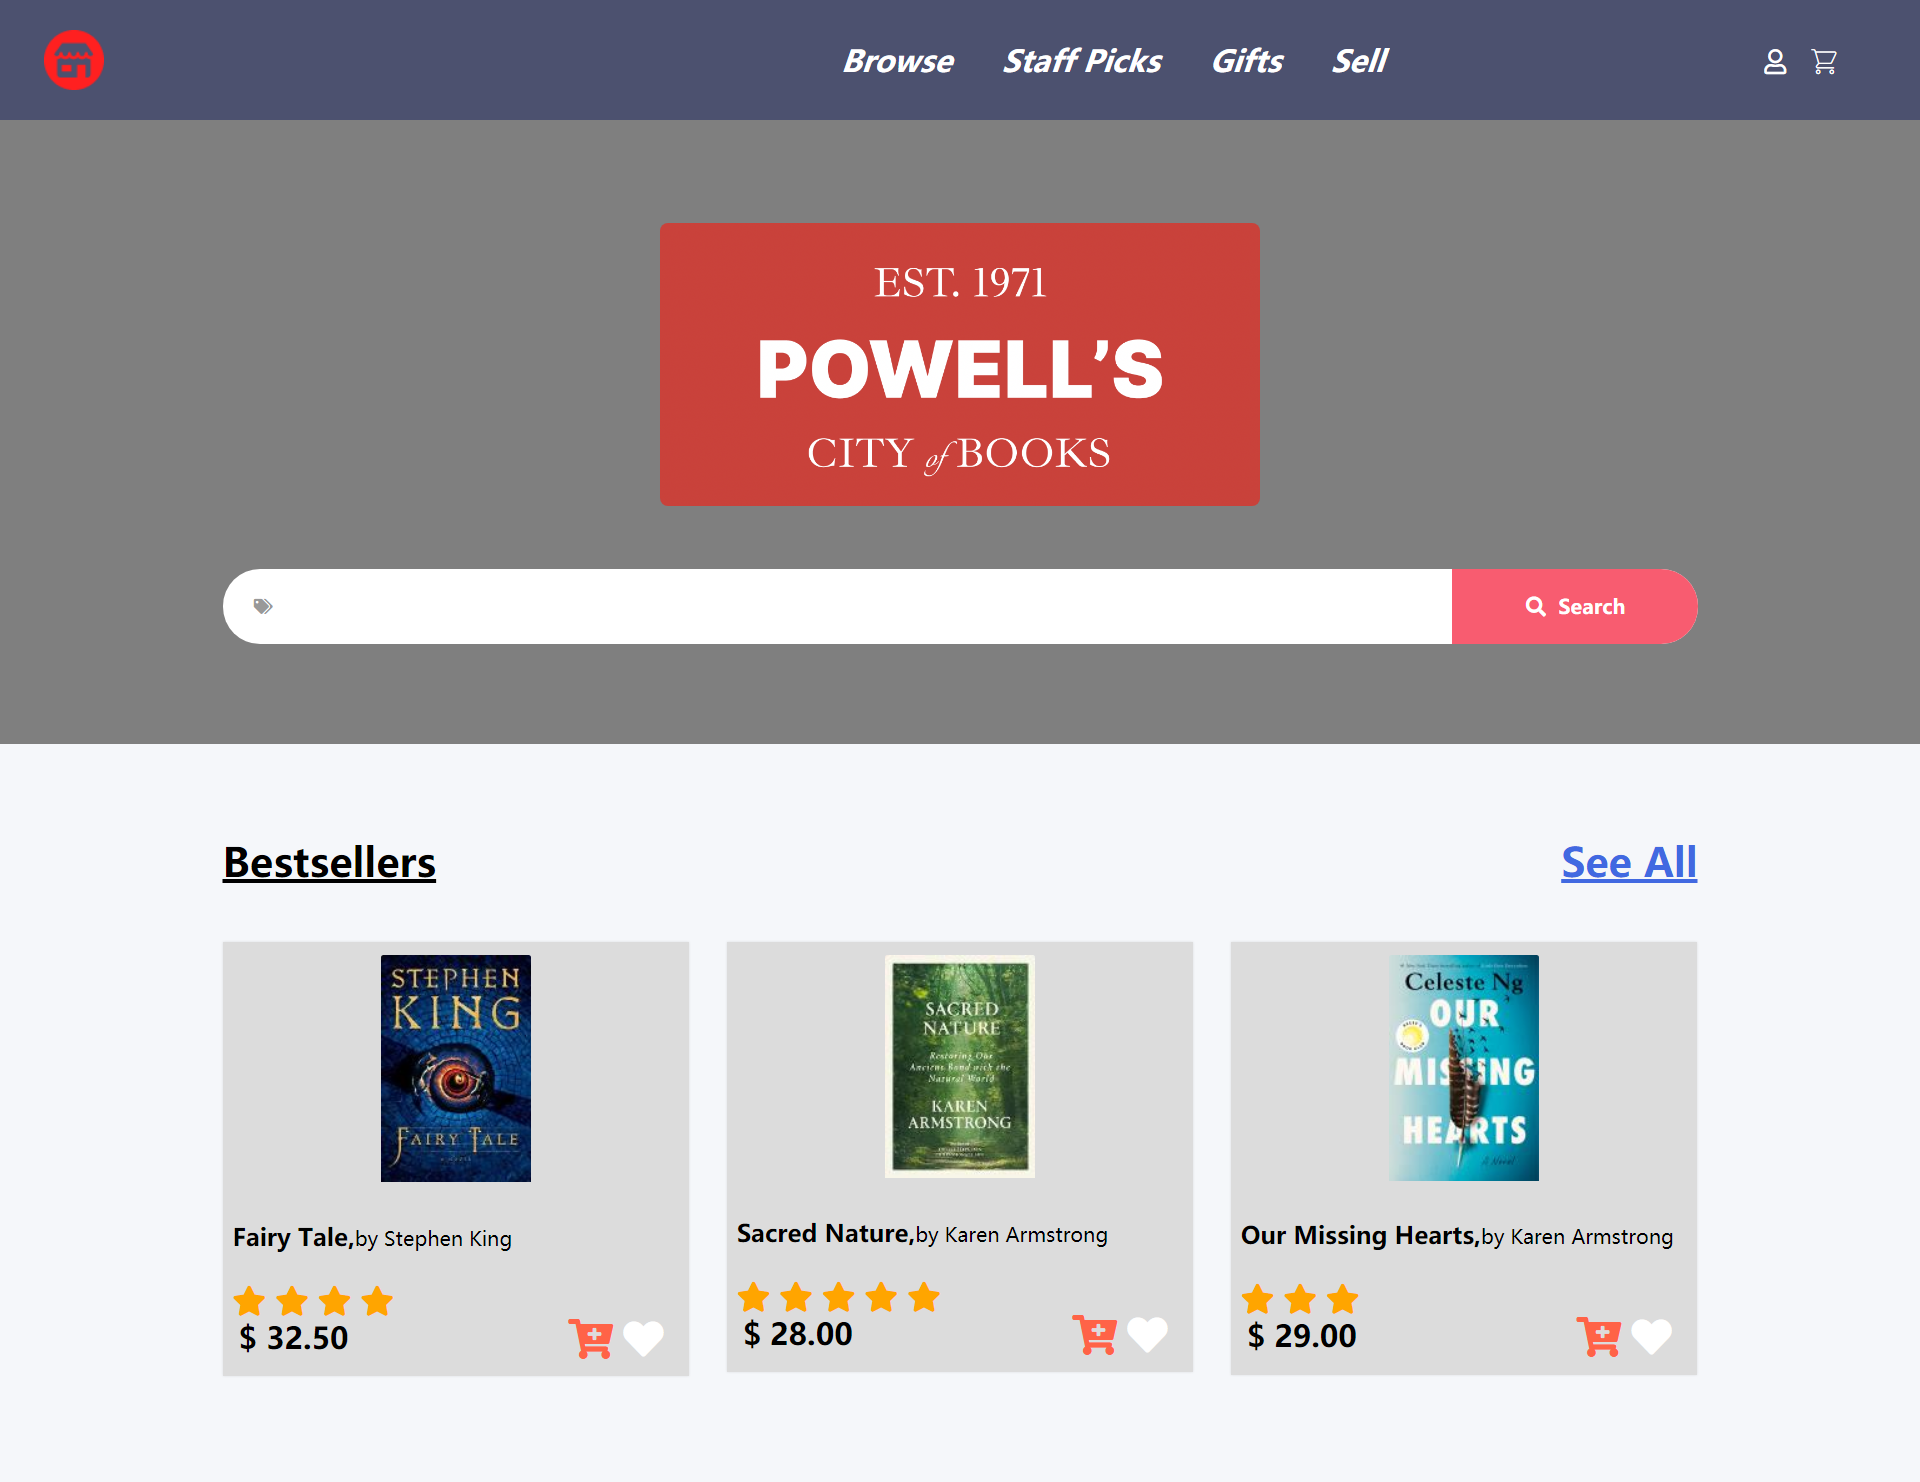 Browse Staff Picks Gifts Sell
EST. 1971
POWELL'S
CITY of BOOKS
Search
Bestsellers
See All
STEPHEN
KING
FAIRY TALE
A NOVEL
Fairy Tale,by Stephen King
$ 32.50
SACRED
NATURE
Restoring Our
Ancient Bond with the
Natural World
KAREN
ARMSTRONG
Sacred Nature,by Karen Armstrong
$ 28.00
Celeste Ng
OUR
MISSING
HEARTS
A Novel
Our Missing Hearts,by Karen Armstrong
$ 29.00